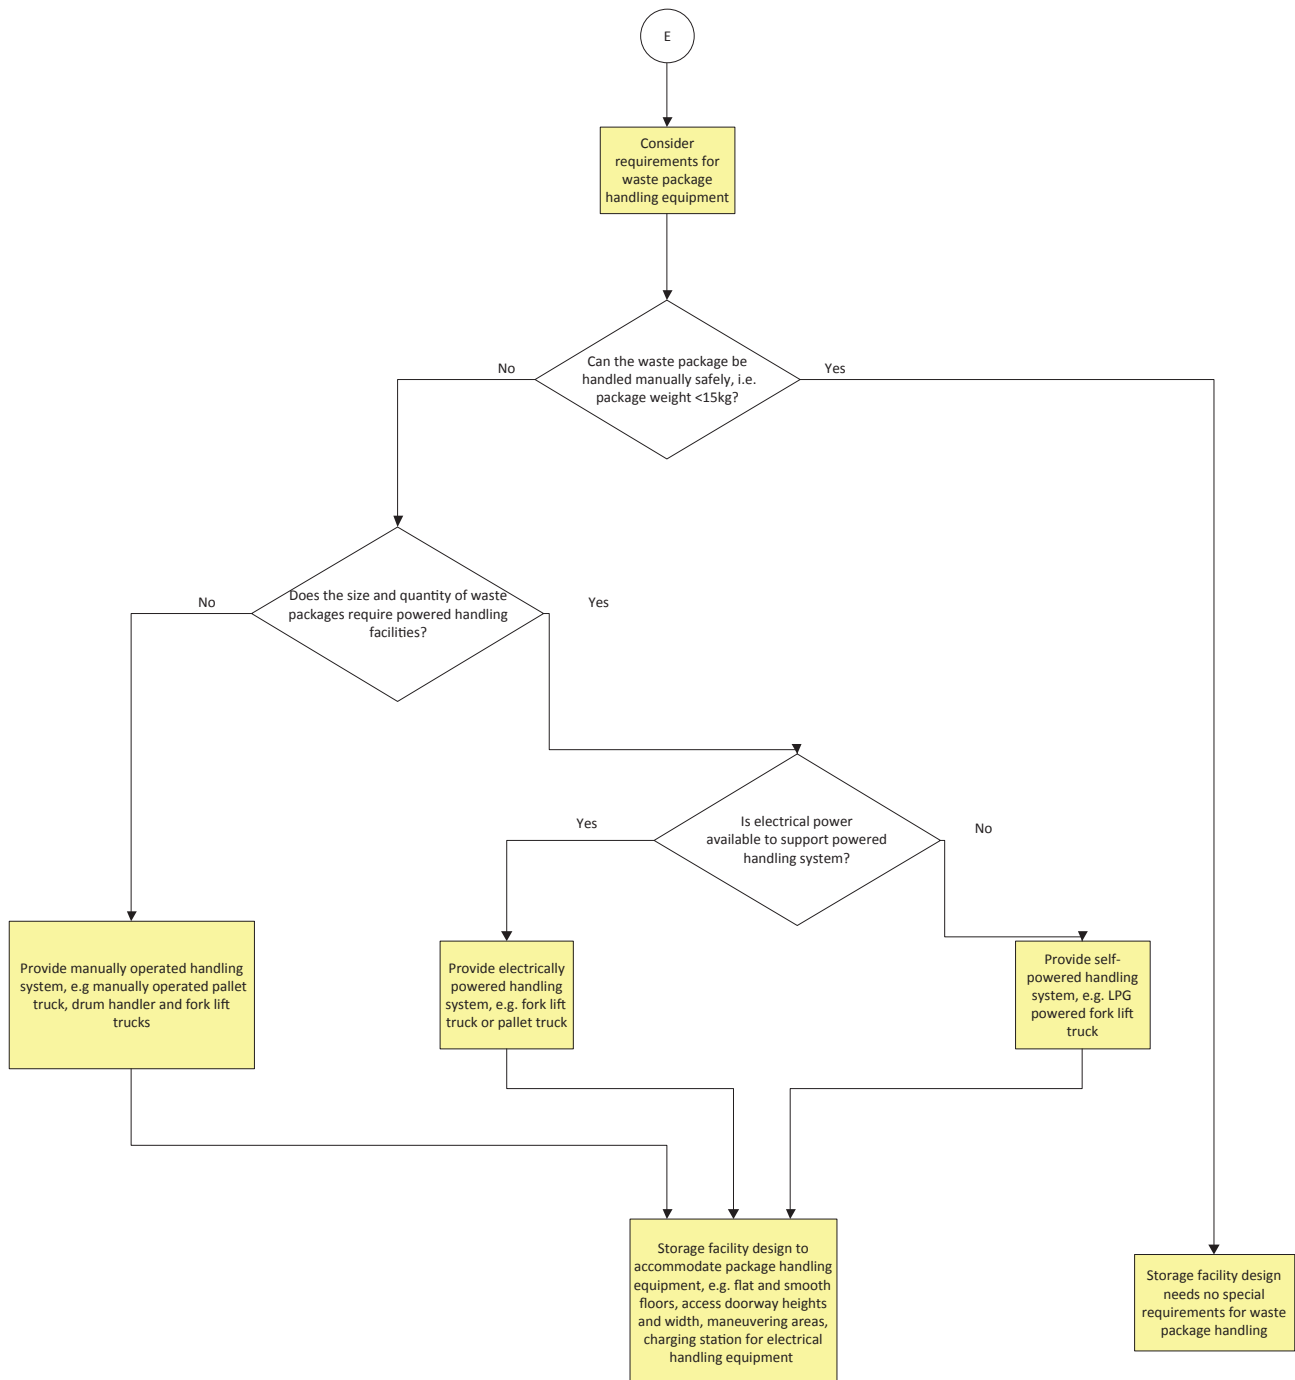 E
Consider
requirements for
waste package
handling equipment
Can the waste package be
handled manually safely, i.e.
package weight <15kg?
No
Yes
Does the size and quantity of waste
packages require powered handling
facilities?
No
Yes
Is electrical power
available to support powered
handling system?
Yes
No
Provide manually operated handling
system, e.g manually operated pallet
truck, drum handler and fork lift
trucks
Provide electrically
powered handling
system, e.g. fork lift
truck or pallet truck
Provide self-
powered handling
system, e.g. LPG
powered fork lift
truck
Storage facility design to
accommodate package handling
equipment, e.g. flat and smooth
floors, access doorway heights
and width, maneuvering areas,
charging station for electrical
handling equipment
Storage facility design
needs no special
requirements for waste
package handling